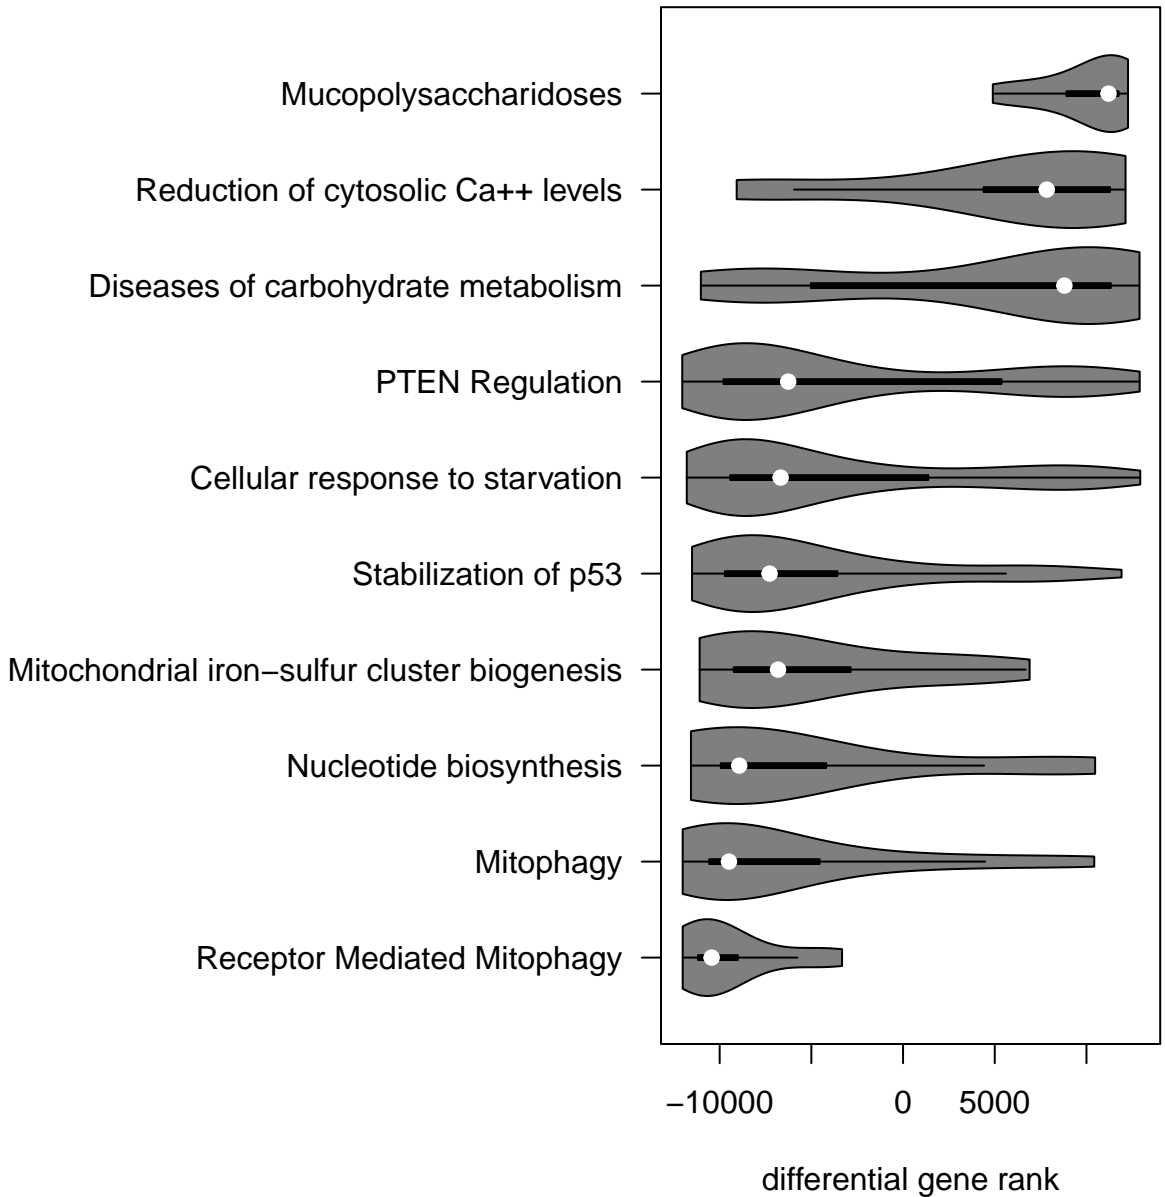 Mucopolysaccharidoses
Reduction of cytosolic Ca++ levels
Diseases of carbohydrate metabolism
PTEN Regulation
Cellular response to starvation
Stabilization of p53
Mitochondrial iron−sulfur cluster biogenesis
Nucleotide biosynthesis
Mitophagy
Receptor Mediated Mitophagy
−10000 0 5000
differential gene rank